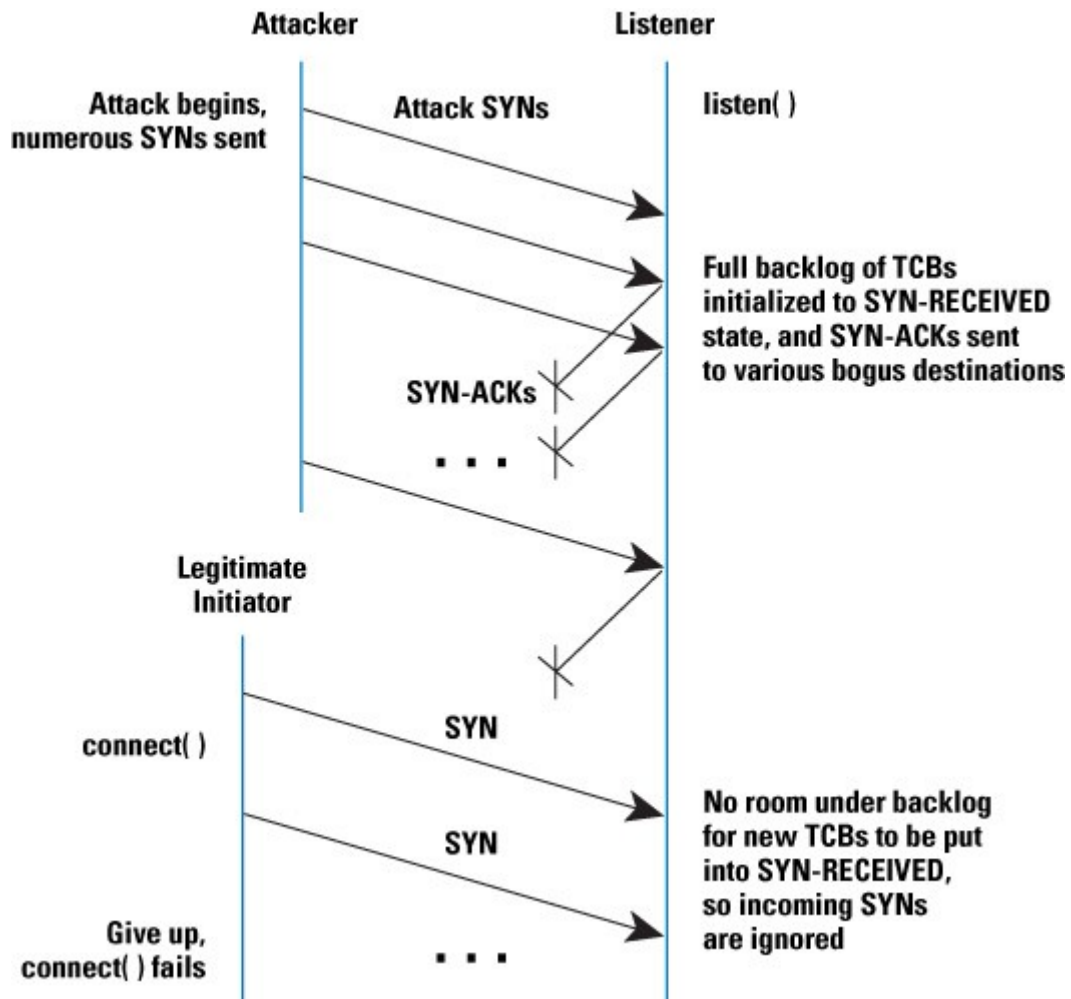 Attacker
Listener
Attack begins,
numerous SYNs sent
Attack SYNs
listen( )
Full backlog of TCBs
initialized to SYN-RECEIVED
state, and SYN-ACKs sent
to various bogus destinations
SYN-ACKs
. . .
Legitimate
Initiator
connect( )
SYN
SYN
No room under backlog
for new TCBs to be put
into SYN-RECEIVED,
so incoming SYNs
are ignored
Give up,
connect( ) fails
. . .